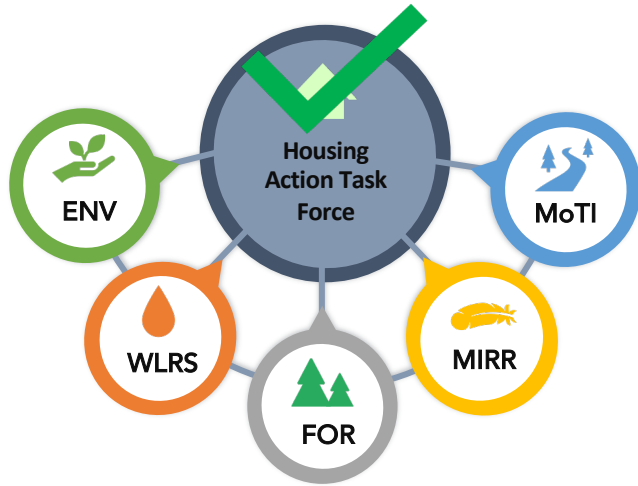 Housing
Action Task
Force
ENV
MoTI
WLRS
MIRR
FOR